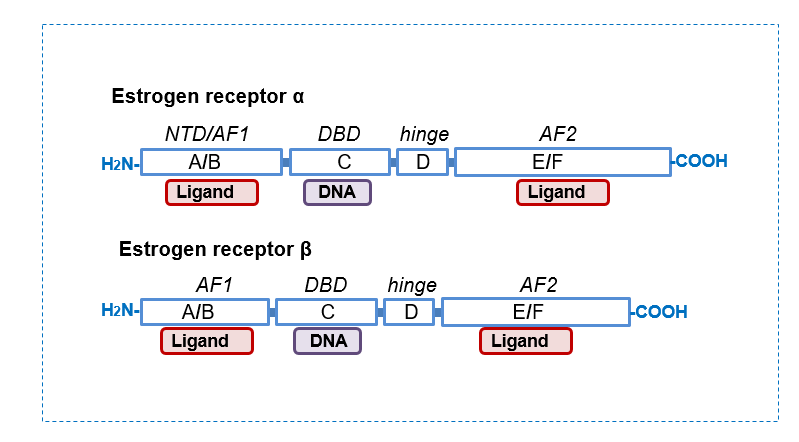 Estrogen receptor α
NTD/AF1 DBD hinge AF2
H2N- A/B C D E/F -COOH
Ligand DNA Ligand
Estrogen receptor β
AF1 DBD hinge AF2
H2N- A/B C D E/F -COOH
Ligand DNA Ligand